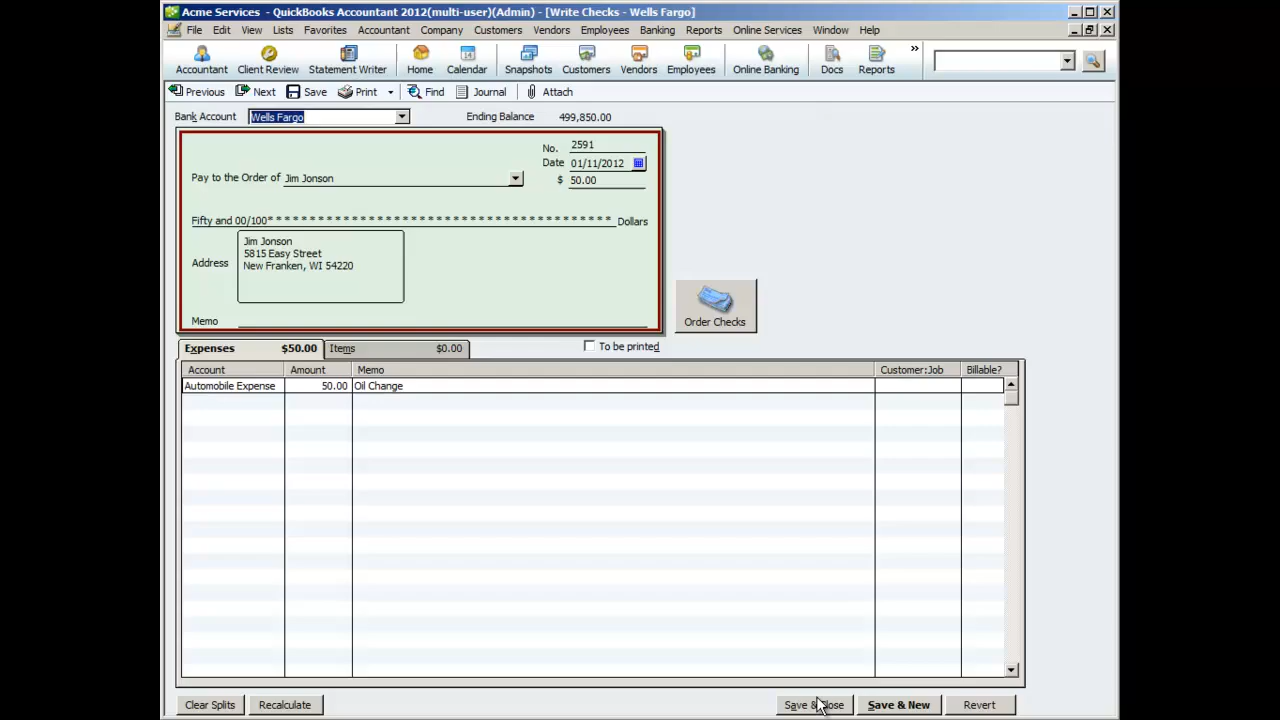 Acme Services - QuickBooks Accountant 2012(multi-user)(Admin) - [Write Checks - Wells Fargo]
File Edit View Lists Favorites Accountant Company Customers Vendors Employees Banking Reports Online Services Window Help
Accountant Client Review Statement Writer Home Calendar Snapshots Customers Vendors Employees Online Banking Docs Reports »
Previous Next Save Print Find Journal Attach
Bank Account Wells Fargo Ending Balance 499,850.00
No. 2591
Date 01/11/2012
Pay to the Order of Jim Jonson $ 50.00
Fifty and 00/100* * * * * * * * * * * * * * * * * * * * * * * * * * * * * * * * * * * * * * * * * Dollars
Jim Jonson
5815 Easy Street
Address New Franken, WI 54220
Memo
Order Checks
Expenses $50.00 Items $0.00 To be printed
Account Amount Memo Customer:Job Billable?
Automobile Expense 50.00 Oil Change
Clear Splits Recalculate Save & Close Save & New Revert